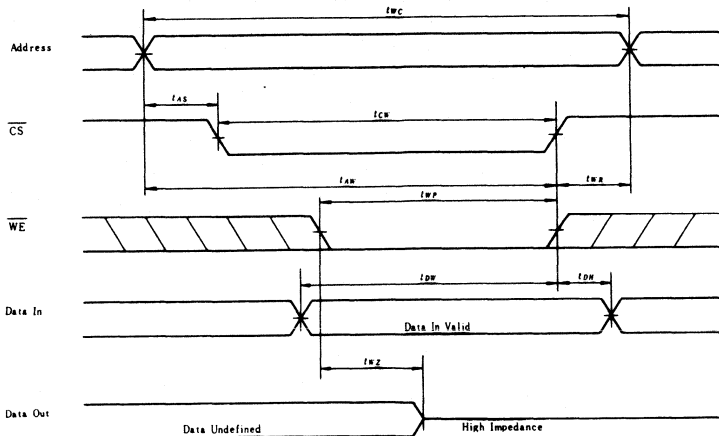 tWC
Address
tAS
tCW
CS
tAW
tWR
tWP
WE
tDW
tDH
Data In
Data In Valid
tWZ
Data Out
Data Undefined
High Impedance